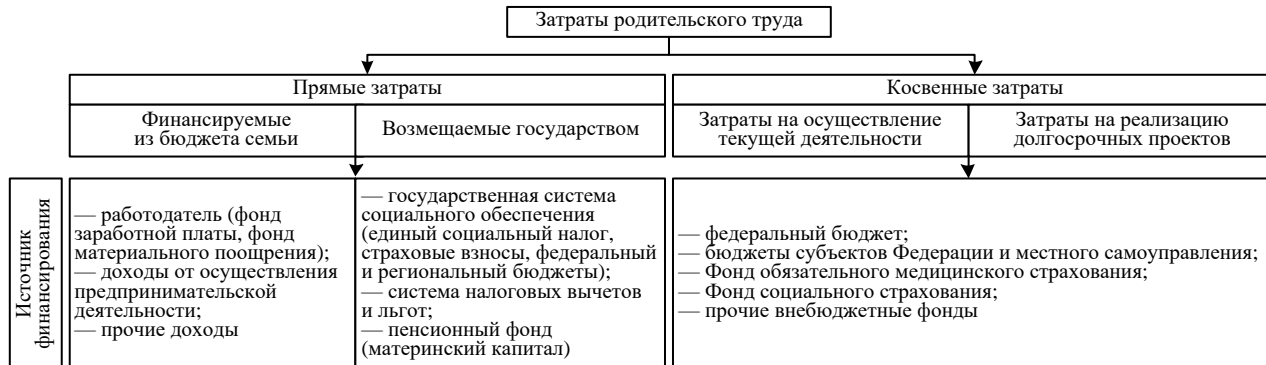 Затраты родительского труда
Прямые затраты
Косвенные затраты
Финансируемые
из бюджета семьи
Возмещаемые государством
Затраты на осуществление
текущей деятельности
Затраты на реализацию
долгосрочных проектов
Источник
финансирования
— работодатель (фонд
заработной платы, фонд
материального поощрения);
— доходы от осуществления
предпринимательской
деятельности;
— прочие доходы
— государственная система
социального обеспечения
(единый социальный налог,
страховые взносы, федеральный
и региональный бюджеты);
— система налоговых вычетов
и льгот;
— пенсионный фонд
(материнский капитал)
— федеральный бюджет;
— бюджеты субъектов Федерации и местного самоуправления;
— Фонд обязательного медицинского страхования;
— Фонд социального страхования;
— прочие внебюджетные фонды